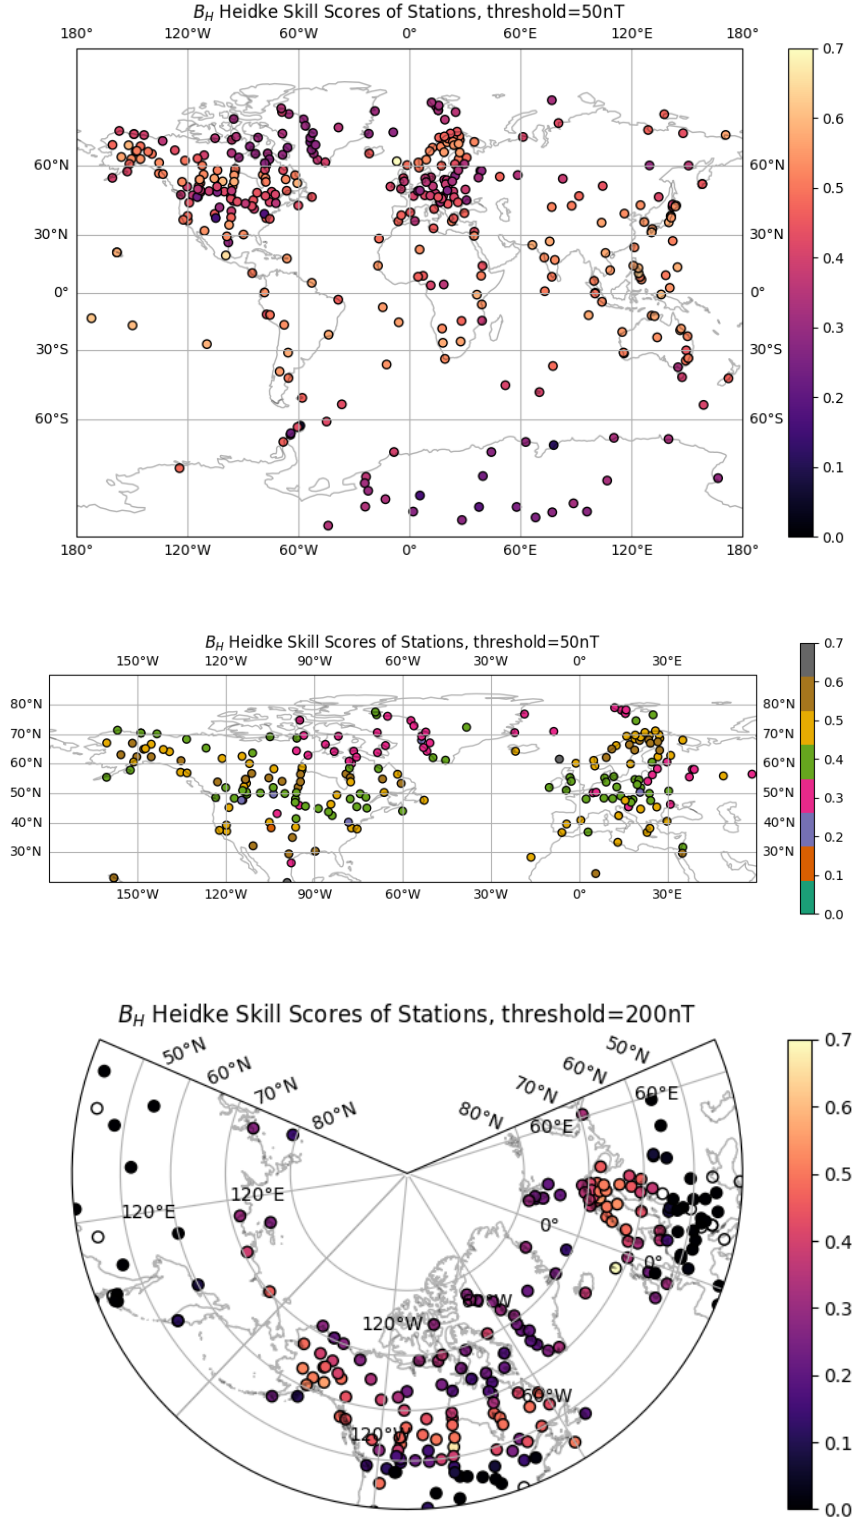 B_H Heidke Skill Scores of Stations, threshold=50nT
180° 120°W 60°W 0° 60°E 120°E 180°
0.7
0.6
60°N 60°N
0.5
30°N 30°N
0.4
0° 0°
0.3
30°S 30°S
0.2
60°S 60°S
0.1
0.0
180° 120°W 60°W 0° 60°E 120°E 180°
B_H Heidke Skill Scores of Stations, threshold=50nT
150°W 120°W 90°W 60°W 30°W 0° 30°E
0.7
80°N 80°N
0.6
70°N 70°N
0.5
60°N 60°N
0.4
50°N 50°N
0.3
40°N 40°N
0.2
30°N 30°N
0.1
0.0
150°W 120°W 90°W 60°W 30°W 0° 30°E
B_H Heidke Skill Scores of Stations, threshold=200nT
50°N 50°N
60°N 60°N
70°N 70°N
80°N 80°N
60°E
60°E
120°E
120°E
0°
0°
120°W
60°W
120°W
0.7
0.6
0.5
0.4
0.3
0.2
0.1
0.0